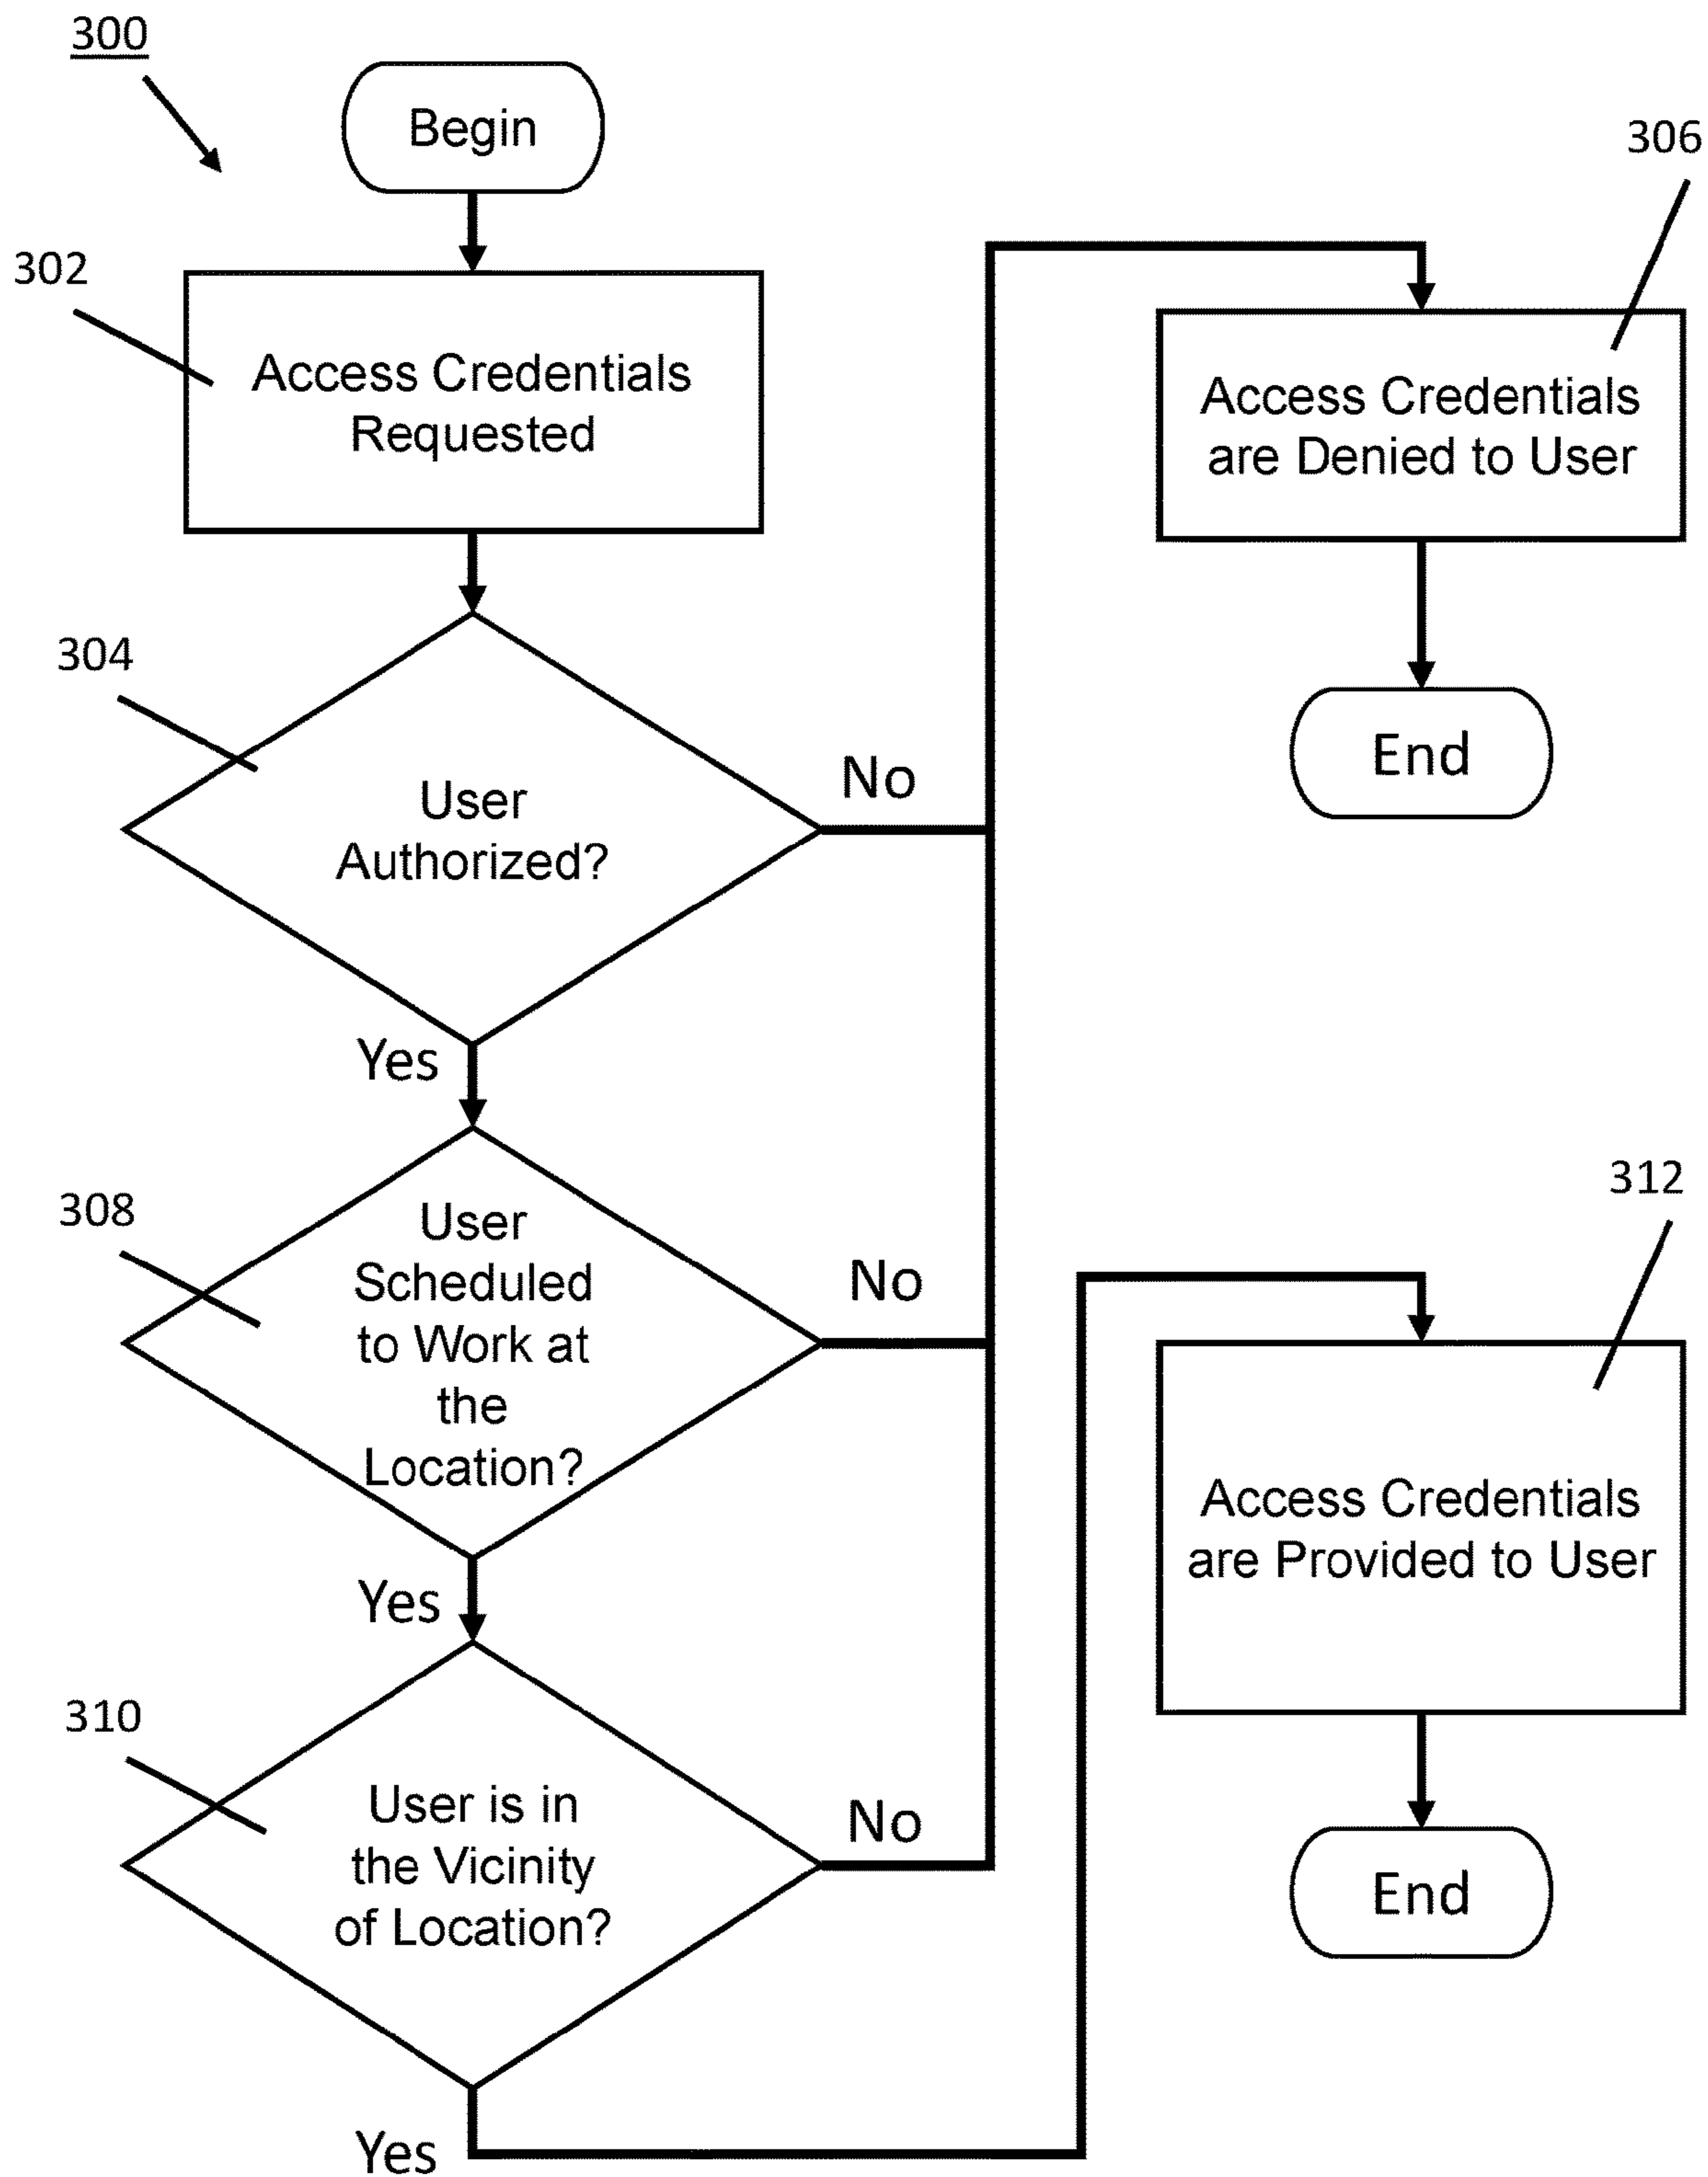 300
Begin
302
Access Credentials
Requested
304
User
Authorized?
No
Yes
308
User
Scheduled
to Work at
the
Location?
No
Yes
310
User is in
the Vicinity
of Location?
No
Yes
306
Access Credentials
are Denied to User
End
312
Access Credentials
are Provided to User
End